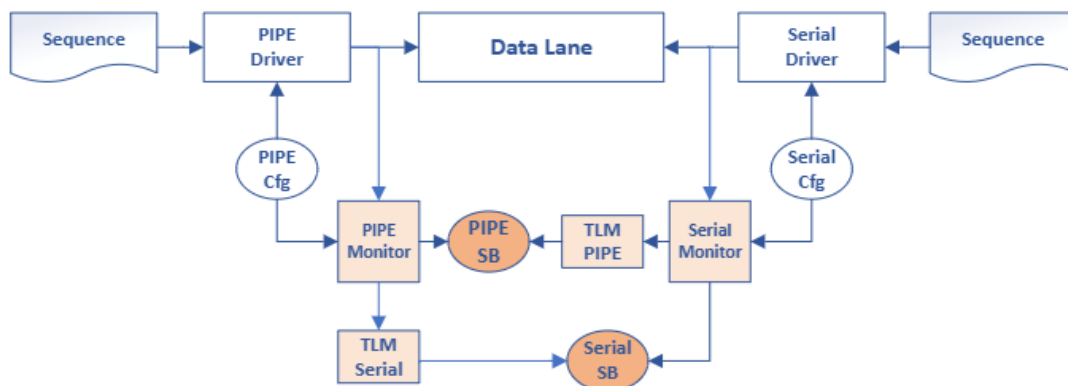 Sequence
PIPE
Driver
Data Lane
Serial
Driver
Sequence
PIPE
Cfg
Serial
Cfg
PIPE
Monitor
PIPE
SB
TLM
PIPE
Serial
Monitor
TLM
Serial
Serial
SB